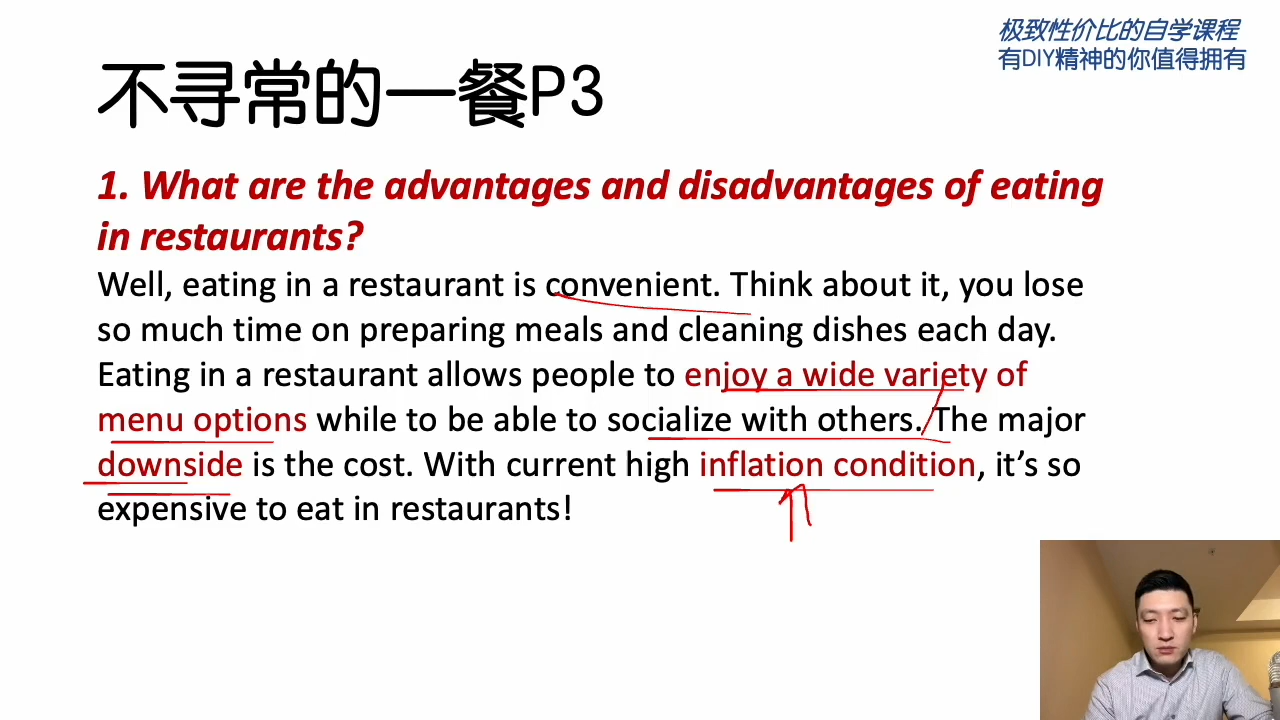 极致性价比的自学课程
有DIY精神的你值得拥有
不寻常的一餐P3
1. What are the advantages and disadvantages of eating
in restaurants?
Well, eating in a restaurant is convenient. Think about it, you lose
so much time on preparing meals and cleaning dishes each day.
Eating in a restaurant allows people to enjoy a wide variety of
menu options while to be able to socialize with others. The major
downside is the cost. With current high inflation condition, it’s so
expensive to eat in restaurants!